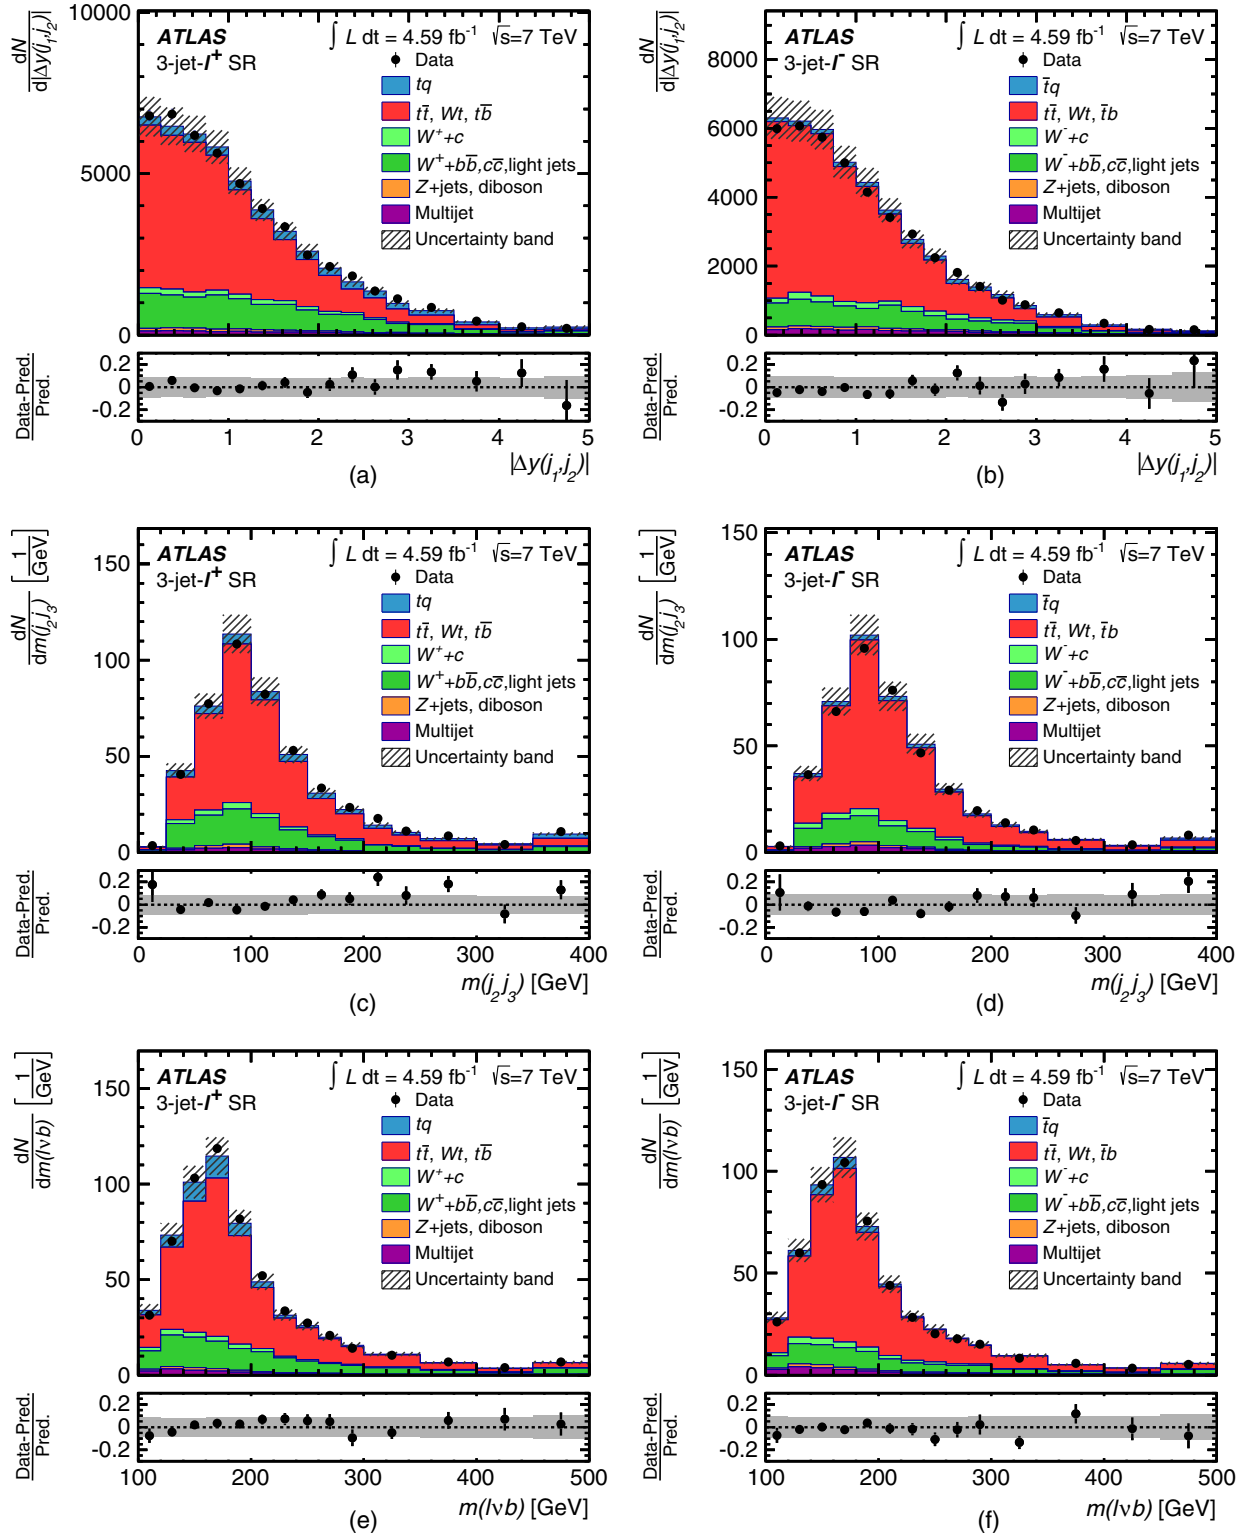 dN
d|Δy(j₁,j₂)|
10000
5000
0
ATLAS
3-jet-l⁺ SR
∫ L dt = 4.59 fb⁻¹ √s=7 TeV
Data
tq
tt̄, Wt, tb̄
W⁺+c
W⁺+bb̄,cc̄,light jets
Z+jets, diboson
Multijet
Uncertainty band
Data-Pred.
Pred.
0.2
0
-0.2
0 1 2 3 4 5
|Δy(j₁,j₂)|
(a)
dN
d|Δy(j₁,j₂)|
8000
6000
4000
2000
0
ATLAS
3-jet-l⁻ SR
∫ L dt = 4.59 fb⁻¹ √s=7 TeV
Data
t̄q
tt̄, Wt, t̄b
W⁻+c
W⁻+bb̄,cc̄,light jets
Z+jets, diboson
Multijet
Uncertainty band
Data-Pred.
Pred.
0.2
0
-0.2
0 1 2 3 4 5
|Δy(j₁,j₂)|
(b)
dN
dm(j₂j₃)
[1/GeV]
150
100
50
0
ATLAS
3-jet-l⁺ SR
∫ L dt = 4.59 fb⁻¹ √s=7 TeV
Data
tq
tt̄, Wt, tb̄
W⁺+c
W⁺+bb̄,cc̄,light jets
Z+jets, diboson
Multijet
Uncertainty band
Data-Pred.
Pred.
0.2
0
-0.2
0 100 200 300 400
m(j₂j₃) [GeV]
(c)
dN
dm(j₂j₃)
[1/GeV]
150
100
50
0
ATLAS
3-jet-l⁻ SR
∫ L dt = 4.59 fb⁻¹ √s=7 TeV
Data
t̄q
tt̄, Wt, t̄b
W⁻+c
W⁻+bb̄,cc̄,light jets
Z+jets, diboson
Multijet
Uncertainty band
Data-Pred.
Pred.
0.2
0
-0.2
0 100 200 300 400
m(j₂j₃) [GeV]
(d)
dN
dm(lνb)
[1/GeV]
150
100
50
0
ATLAS
3-jet-l⁺ SR
∫ L dt = 4.59 fb⁻¹ √s=7 TeV
Data
tq
tt̄, Wt, tb̄
W⁺+c
W⁺+bb̄,cc̄,light jets
Z+jets, diboson
Multijet
Uncertainty band
Data-Pred.
Pred.
0.2
0
-0.2
100 200 300 400 500
m(lνb) [GeV]
(e)
dN
dm(lνb)
[1/GeV]
150
100
50
0
ATLAS
3-jet-l⁻ SR
∫ L dt = 4.59 fb⁻¹ √s=7 TeV
Data
t̄q
tt̄, Wt, t̄b
W⁻+c
W⁻+bb̄,cc̄,light jets
Z+jets, diboson
Multijet
Uncertainty band
Data-Pred.
Pred.
0.2
0
-0.2
100 200 300 400 500
m(lνb) [GeV]
(f)